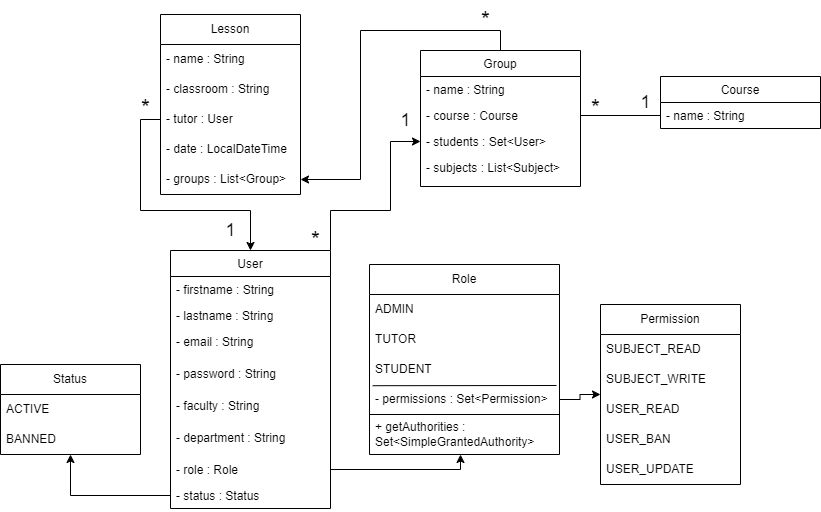 Lesson
- name : String
- classroom : String
- tutor : User
- date : LocalDateTime
- groups : List<Group>
*
Group
- name : String
- course : Course
- students : Set<User>
- subjects : List<Subject>
Course
- name : String
*
1
*
1
1
*
User
- firstname : String
- lastname : String
- email : String
- password : String
- faculty : String
- department : String
- role : Role
- status : Status
Role
ADMIN
TUTOR
STUDENT
- permissions : Set<Permission>
+ getAuthorities :
Set<SimpleGrantedAuthority>
Permission
SUBJECT_READ
SUBJECT_WRITE
USER_READ
USER_BAN
USER_UPDATE
Status
ACTIVE
BANNED